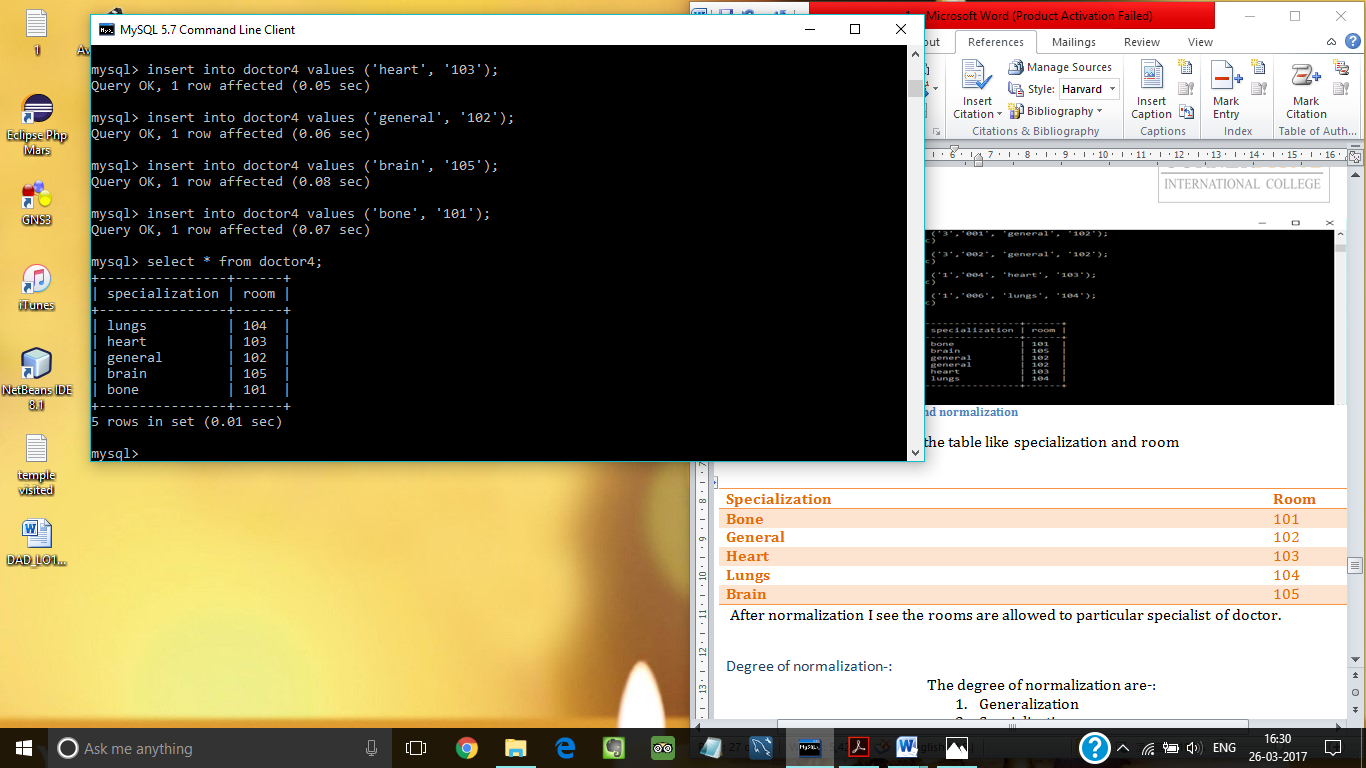 1
Eclipse Php
Mars
GNS3
iTunes
NetBeans IDE
8.1
temple
visited
DAD_LO1...
MySQL 5.7 Command Line Client
mysql> insert into doctor4 values ('heart', '103');
Query OK, 1 row affected (0.05 sec)
mysql> insert into doctor4 values ('general', '102');
Query OK, 1 row affected (0.06 sec)
mysql> insert into doctor4 values ('brain', '105');
Query OK, 1 row affected (0.08 sec)
mysql> insert into doctor4 values ('bone', '101');
Query OK, 1 row affected (0.07 sec)
mysql> select * from doctor4;
+----------------+------+
| specialization | room |
+----------------+------+
| lungs | 104 |
| heart | 103 |
| general | 102 |
| brain | 105 |
| bone | 101 |
+----------------+------+
5 rows in set (0.01 sec)
mysql>
Microsoft Word (Product Activation Failed)
References Mailings Review View
Insert
Citation
Manage Sources
Style: Harvard
Bibliography
Citations & Bibliography
Insert
Caption
Captions
Mark
Entry
Index
Mark
Citation
Table of Auth...
6 7 8 9 10 11 12 13 14 15 16
INTERNATIONAL COLLEGE
('3','001', 'general', '102');
('3','002', 'general', '102');
('1','004', 'heart', '103');
('1','006', 'lungs', '104');
specialization | room |
bone | 101 |
brain | 105 |
general | 102 |
general | 102 |
heart | 103 |
lungs | 104 |
nd normalization
the table like specialization and room
Specialization Room
Bone 101
General 102
Heart 103
Lungs 104
Brain 105
After normalization I see the rooms are allowed to particular specialist of doctor.
Degree of normalization-:
The degree of normalization are-:
1. Generalization
Ask me anything
ENG
16:30
26-03-2017